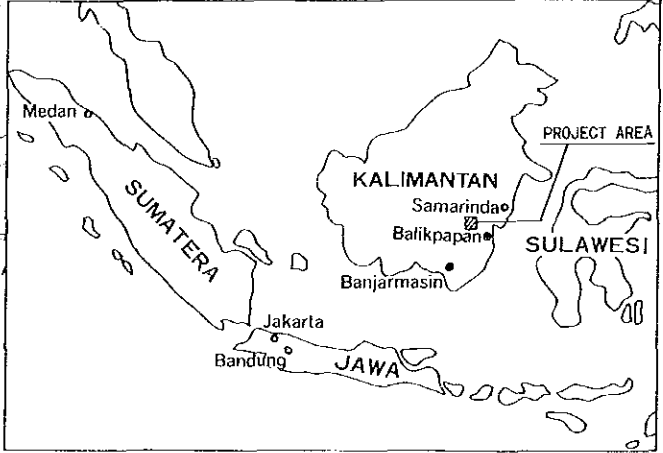 Medan
PROJECT AREA
KALIMANTAN
SUMATERA
Samarinda
Balikpapan
SULAWESI
Banjarmasin
Jakarta
Bandung
JAWA